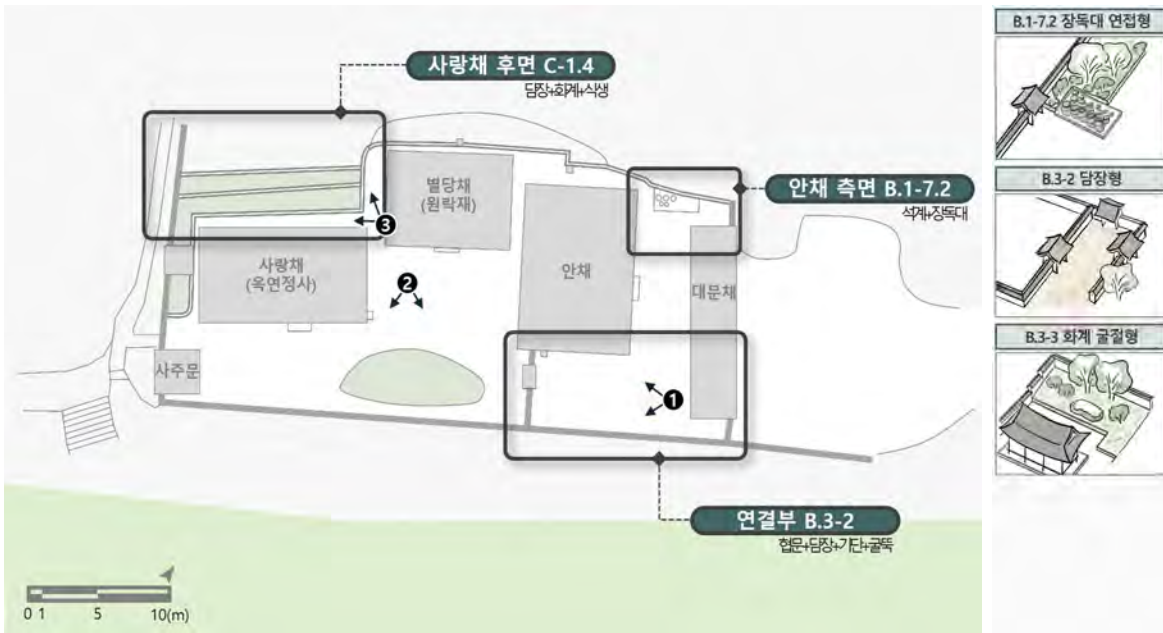 사랑채 후면 C-1.4
담장+화계+식생
별당채
(원락재)
안채 측면 B.1-7.2
석계+장독대
❸
사랑채
(옥연정사)
안채
대문채
❷
사주문
❶
연결부 B.3-2
협문+담장+기단+굴뚝
0 1 5 10(m)
B.1-7.2 장독대 연접형
B.3-2 담장형
B.3-3 화계 굴절형